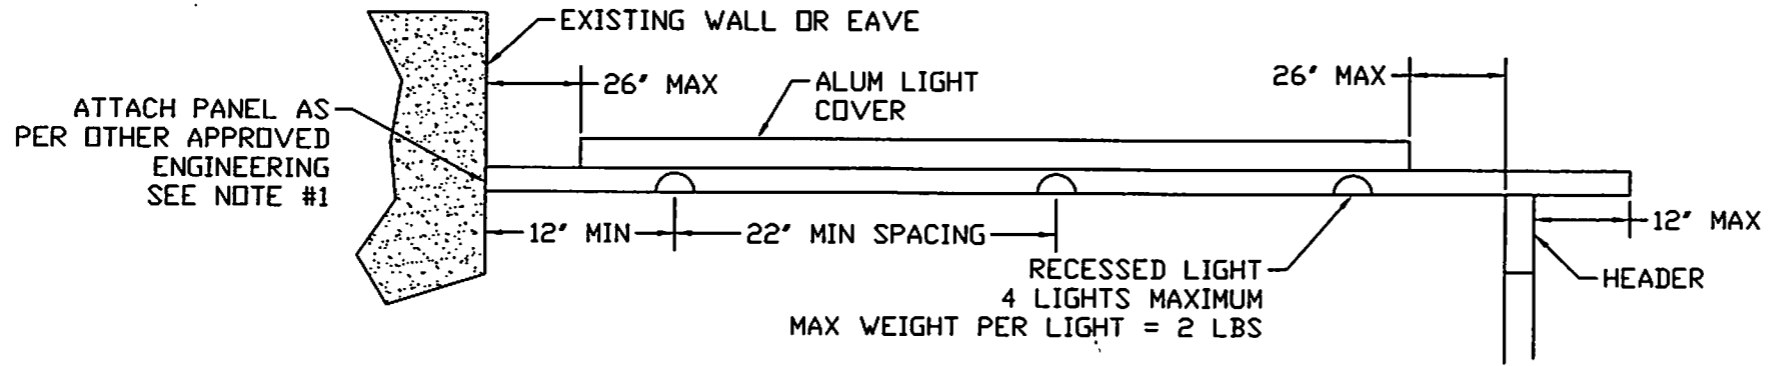 EXISTING WALL OR EAVE
26" MAX
ALUM LIGHT
COVER
26" MAX
ATTACH PANEL AS
PER OTHER APPROVED
ENGINEERING
SEE NOTE #1
12" MIN
22" MIN SPACING
12" MAX
RECESSED LIGHT
4 LIGHTS MAXIMUM
MAX WEIGHT PER LIGHT = 2 LBS
HEADER